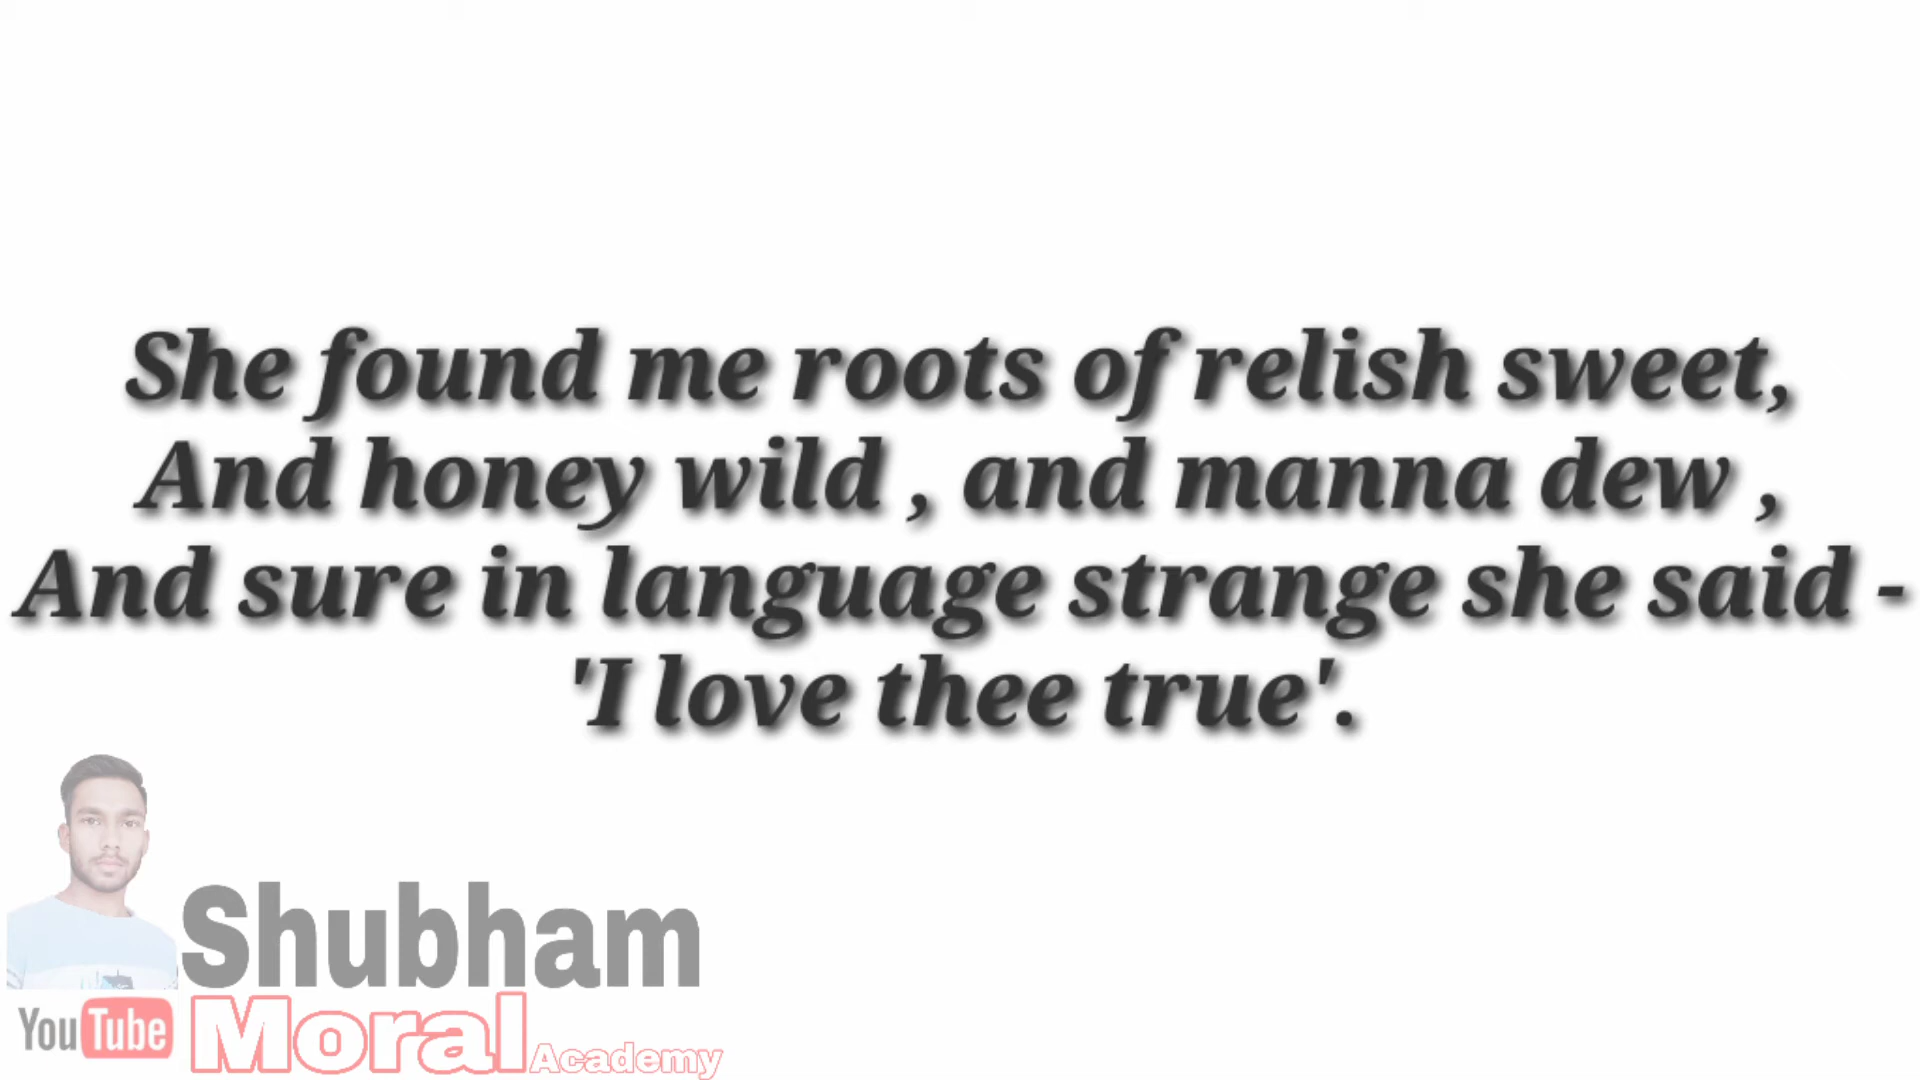 She found me roots of relish sweet,
And honey wild , and manna dew ,
And sure in language strange she said -
'I love thee true'.
Shubham
YouTube Moral Academy